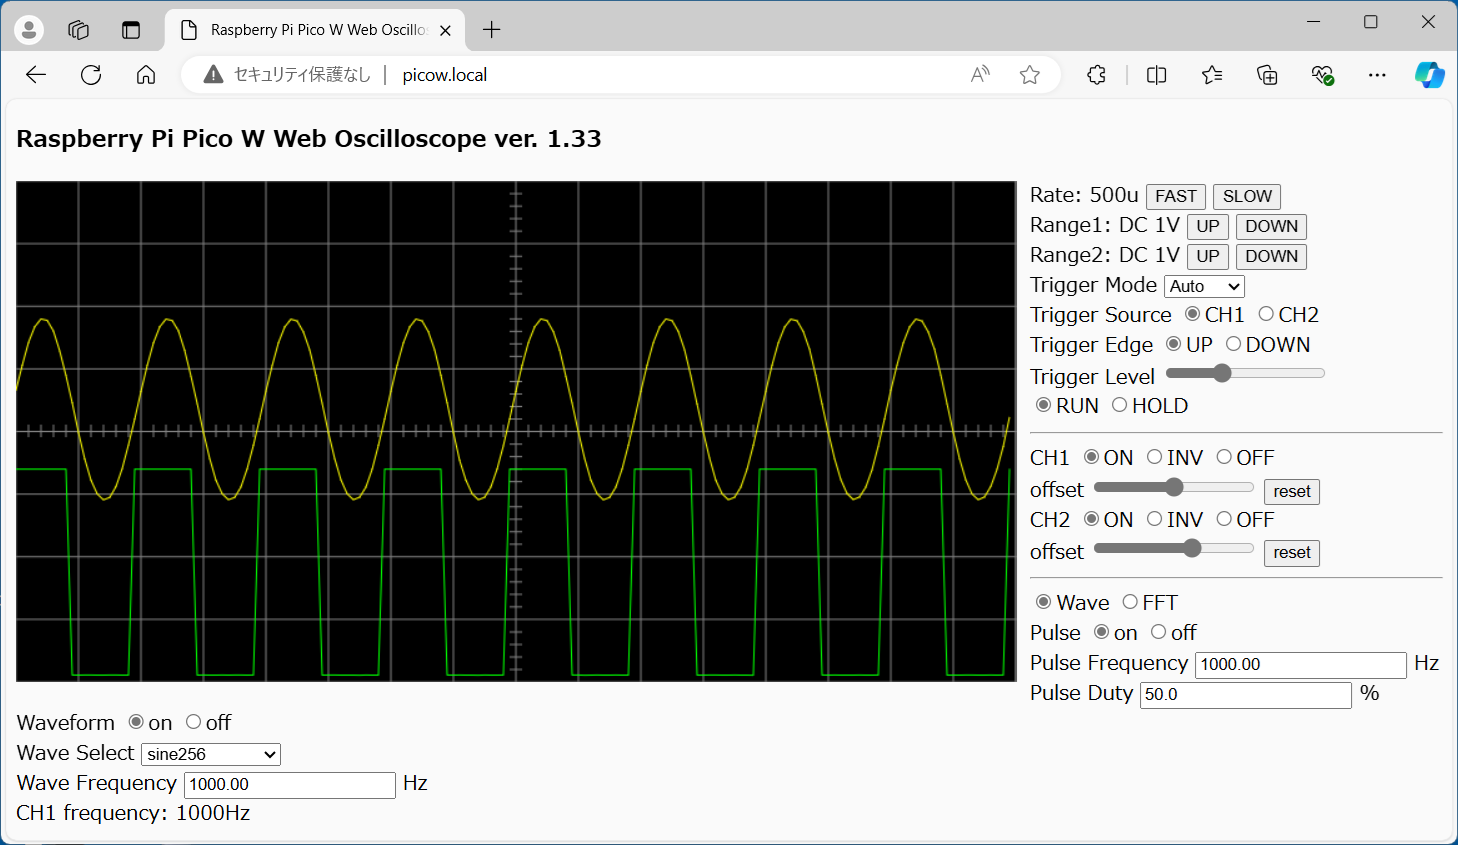 Raspberry Pi Pico W Web Oscillo
セキュリティ保護なし | picow.local
Raspberry Pi Pico W Web Oscilloscope ver. 1.33
Rate: 500u FAST SLOW
Range1: DC 1V UP DOWN
Range2: DC 1V UP DOWN
Trigger Mode Auto
Trigger Source CH1 CH2
Trigger Edge UP DOWN
Trigger Level
RUN HOLD
CH1 ON INV OFF
offset reset
CH2 ON INV OFF
offset reset
Wave FFT
Pulse on off
Pulse Frequency 1000.00 Hz
Pulse Duty 50.0 %
Waveform on off
Wave Select sine256
Wave Frequency 1000.00 Hz
CH1 frequency: 1000Hz